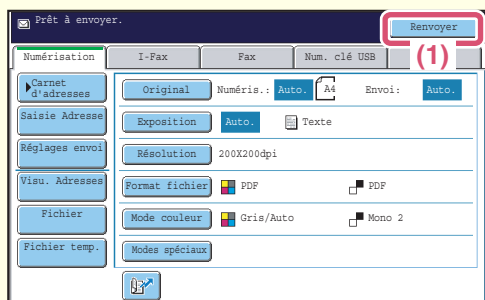 Prêt à envoyer.
Renvoyer
(1)
Numérisation I-Fax Fax Num. clé USB
Carnet d'adresses
Original Numéris.: Auto. A4 Envoi: Auto.
Saisie Adresse
Exposition Auto. Texte
Réglages envoi
Résolution 200X200dpi
Visu. Adresses
Format fichier PDF PDF
Fichier
Mode couleur Gris/Auto Mono 2
Fichier temp.
Modes spéciaux